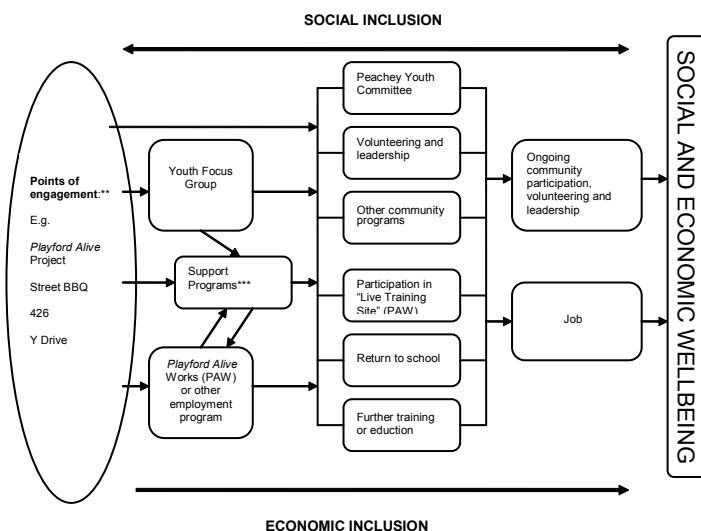 SOCIAL INCLUSION
Points of
engagement:**
E.g.
Playford Alive
Project
Street BBQ
426
Y Drive
Youth Focus
Group
Support
Programs***
Playford Alive
Works (PAW)
or other
employment
program
Peachey Youth
Committee
Volunteering and
leadership
Other community
programs
Participation in
“Live Training
Site” (PAW)
Return to school
Further training
or eduction
Ongoing
community
participation,
volunteering and
leadership
Job
SOCIAL AND ECONOMIC WELLBEING
ECONOMIC INCLUSION